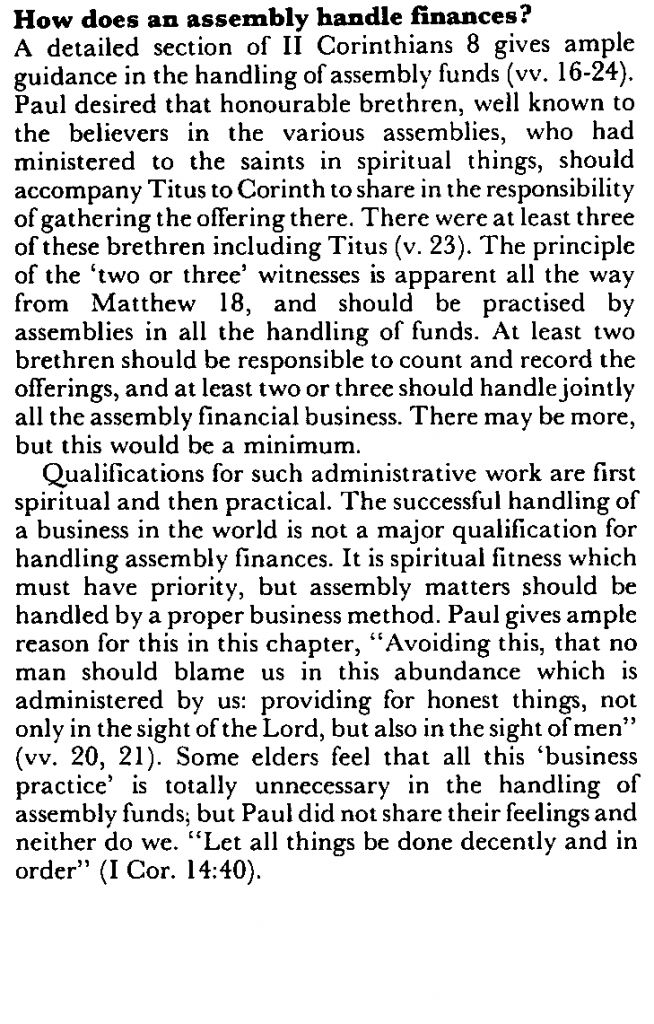 How does an assembly handle finances?
A detailed section of II Corinthians 8 gives ample
guidance in the handling of assembly funds (vv. 16-24).
Paul desired that honourable brethren, well known to
the believers in the various assemblies, who had
ministered to the saints in spiritual things, should
accompany Titus to Corinth to share in the responsibility
of gathering the offering there. There were at least three
of these brethren including Titus (v. 23). The principle
of the ‘two or three’ witnesses is apparent all the way
from Matthew 18, and should be practised by
assemblies in all the handling of funds. At least two
brethren should be responsible to count and record the
offerings, and at least two or three should handle jointly
all the assembly financial business. There may be more,
but this would be a minimum.
Qualifications for such administrative work are first
spiritual and then practical. The successful handling of
a business in the world is not a major qualification for
handling assembly finances. It is spiritual fitness which
must have priority, but assembly matters should be
handled by a proper business method. Paul gives ample
reason for this in this chapter, “Avoiding this, that no
man should blame us in this abundance which is
administered by us: providing for honest things, not
only in the sight of the Lord, but also in the sight of men”
(vv. 20, 21). Some elders feel that all this ‘business
practice’ is totally unnecessary in the handling of
assembly funds; but Paul did not share their feelings and
neither do we. “Let all things be done decently and in
order” (I Cor. 14:40).